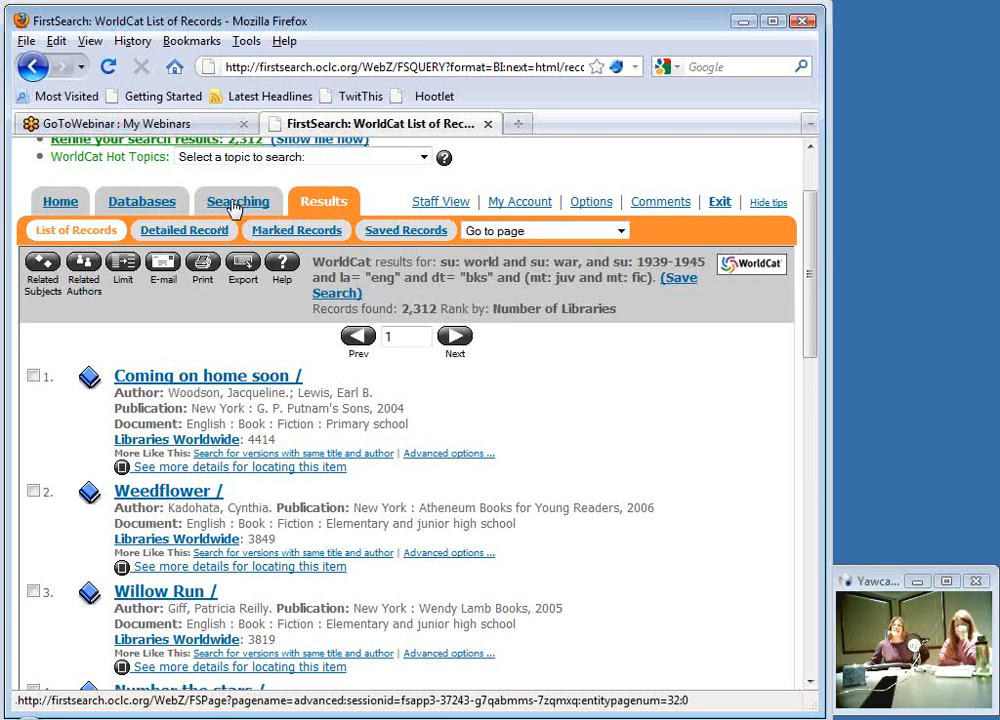 FirstSearch: WorldCat List of Records - Mozilla Firefox
File Edit View History Bookmarks Tools Help
http://firstsearch.oclc.org/WebZ/FSQUERY?format=BI:next=html/recc Google
Most Visited Getting Started Latest Headlines TwitThis Hootlet
GoToWebinar : My Webinars FirstSearch: WorldCat List of Rec...
Refine your search results: 2,312 (Show me now)
WorldCat Hot Topics: Select a topic to search: ?
Home Databases Searching Results Staff View | My Account | Options | Comments | Exit | Hide tips
List of Records Detailed Record Marked Records Saved Records Go to page
Related Subjects Related Authors Limit E-mail Print Export Help
WorldCat results for: su: world and su: war, and su: 1939-1945
and la= "eng" and dt= "bks" and (mt: juv and mt: fic). (Save
Search)
Records found: 2,312 Rank by: Number of Libraries
WorldCat
Prev 1 Next
1. Coming on home soon /
Author: Woodson, Jacqueline.; Lewis, Earl B.
Publication: New York : G. P. Putnam's Sons, 2004
Document: English : Book : Fiction : Primary school
Libraries Worldwide: 4414
More Like This: Search for versions with same title and author | Advanced options ...
See more details for locating this item
2. Weedflower /
Author: Kadohata, Cynthia. Publication: New York : Atheneum Books for Young Readers, 2006
Document: English : Book : Fiction : Elementary and junior high school
Libraries Worldwide: 3849
More Like This: Search for versions with same title and author | Advanced options ...
See more details for locating this item
3. Willow Run /
Author: Giff, Patricia Reilly. Publication: New York : Wendy Lamb Books, 2005
Document: English : Book : Fiction : Elementary and junior high school
Libraries Worldwide: 3819
More Like This: Search for versions with same title and author | Advanced options ...
See more details for locating this item
Number the stars /
http://firstsearch.oclc.org/WebZ/FSPage?pagename=advanced:sessionid=fsapp3-37243-g7qabmms-7zqmxq:entitypagenum=32:0
Yawca...